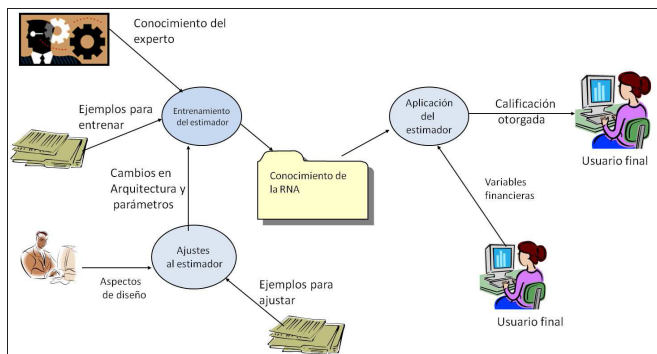 Conocimiento del
experto
Ejemplos para
entrenar
Entrenamiento
del estimador
Cambios en
Arquitectura y
parámetros
Aspectos
de diseño
Ajustes
al estimador
Ejemplos para
ajustar
Conocimiento de
la RNA
Aplicación
del
estimador
Calificación
otorgada
Usuario final
Variables
financieras
Usuario final